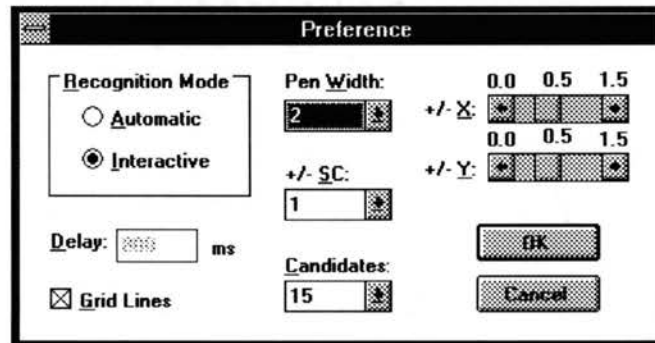 Preference
Recognition Mode
Automatic
Interactive
Delay: 800 ms
Grid Lines
Pen Width:
2
+/- SC:
1
Candidates:
15
0.0 0.5 1.5
+/- X:
0.0 0.5 1.5
+/- Y:
OK
Cancel